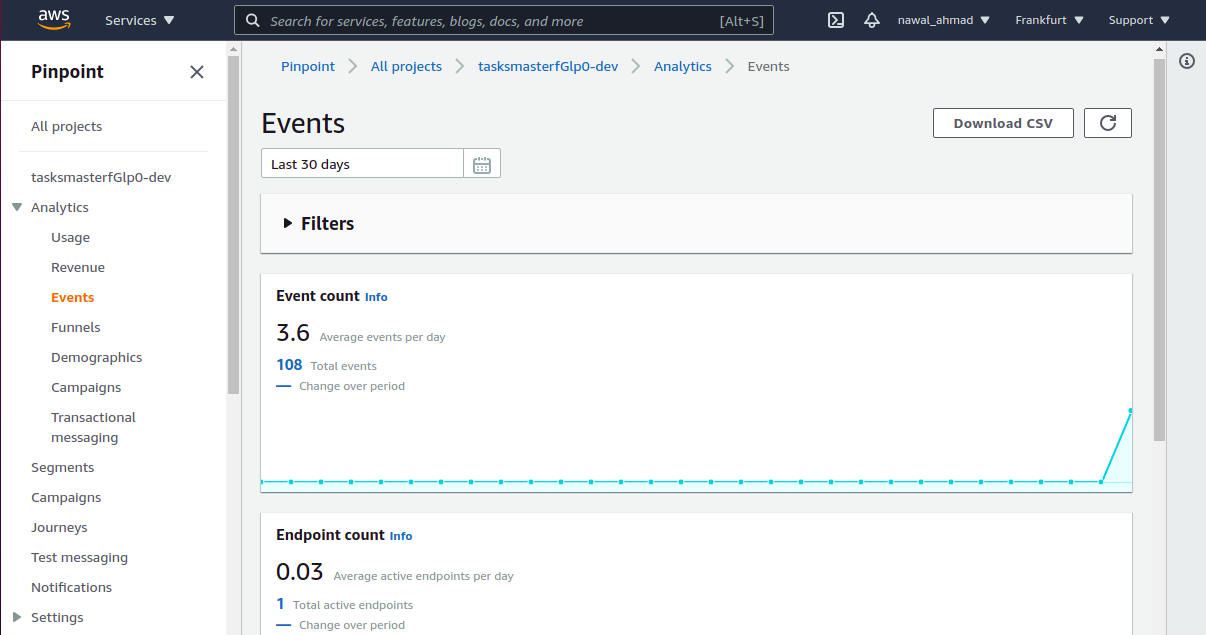 aws Services Search for services, features, blogs, docs, and more [Alt+S] nawal_ahmad Frankfurt Support
Pinpoint
All projects
tasksmasterfGlp0-dev
Analytics
Usage
Revenue
Events
Funnels
Demographics
Campaigns
Transactional
messaging
Segments
Campaigns
Journeys
Test messaging
Notifications
Settings
Pinpoint All projects tasksmasterfGlp0-dev Analytics Events
Events
Download CSV
Last 30 days
Filters
Event count Info
3.6 Average events per day
108 Total events
Change over period
Endpoint count Info
0.03 Average active endpoints per day
1 Total active endpoints
Change over period